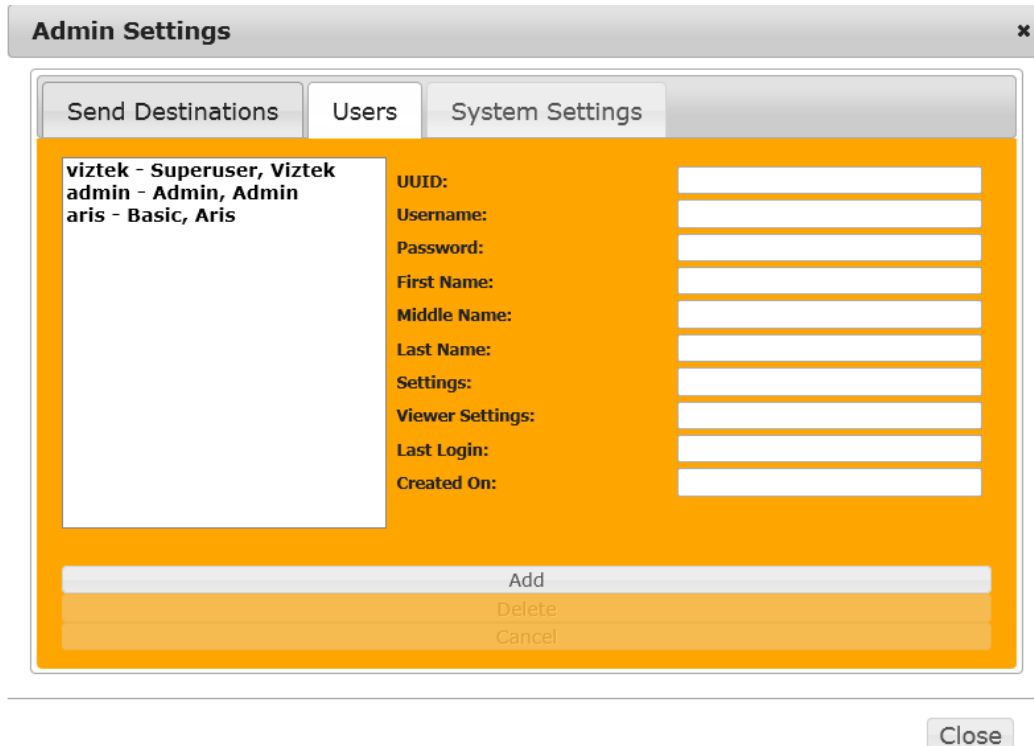 Admin Settings
Send Destinations
Users
System Settings
viztek - Superuser, Viztek
admin - Admin, Admin
aris - Basic, Aris
UUID:
Username:
Password:
First Name:
Middle Name:
Last Name:
Settings:
Viewer Settings:
Last Login:
Created On:
Add
Delete
Cancel
Close